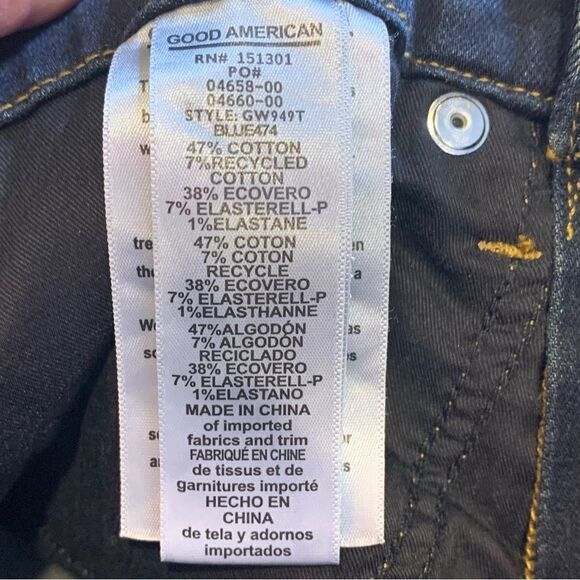 GOOD AMERICAN
RN# 151301
PO#
04658-00
04660-00
STYLE: GW949T
BLUE474
47% COTTON
7%RECYCLED
COTTON
38% ECOVERO
7% ELASTERELL-P
1%ELASTANE
47% COTON
7% COTON
RECYCLE
38% ECOVERO
7% ELASTERELL-P
1%ELASTHANNE
47%ALGODÓN
7% ALGODÓN
RECICLADO
38% ECOVERO
7% ELASTERELL-P
1%ELASTANO
MADE IN CHINA
of imported
fabrics and trim
FABRIQUÉ EN CHINE
de tissus et de
garnitures importé
HECHO EN
CHINA
de tela y adornos
importados